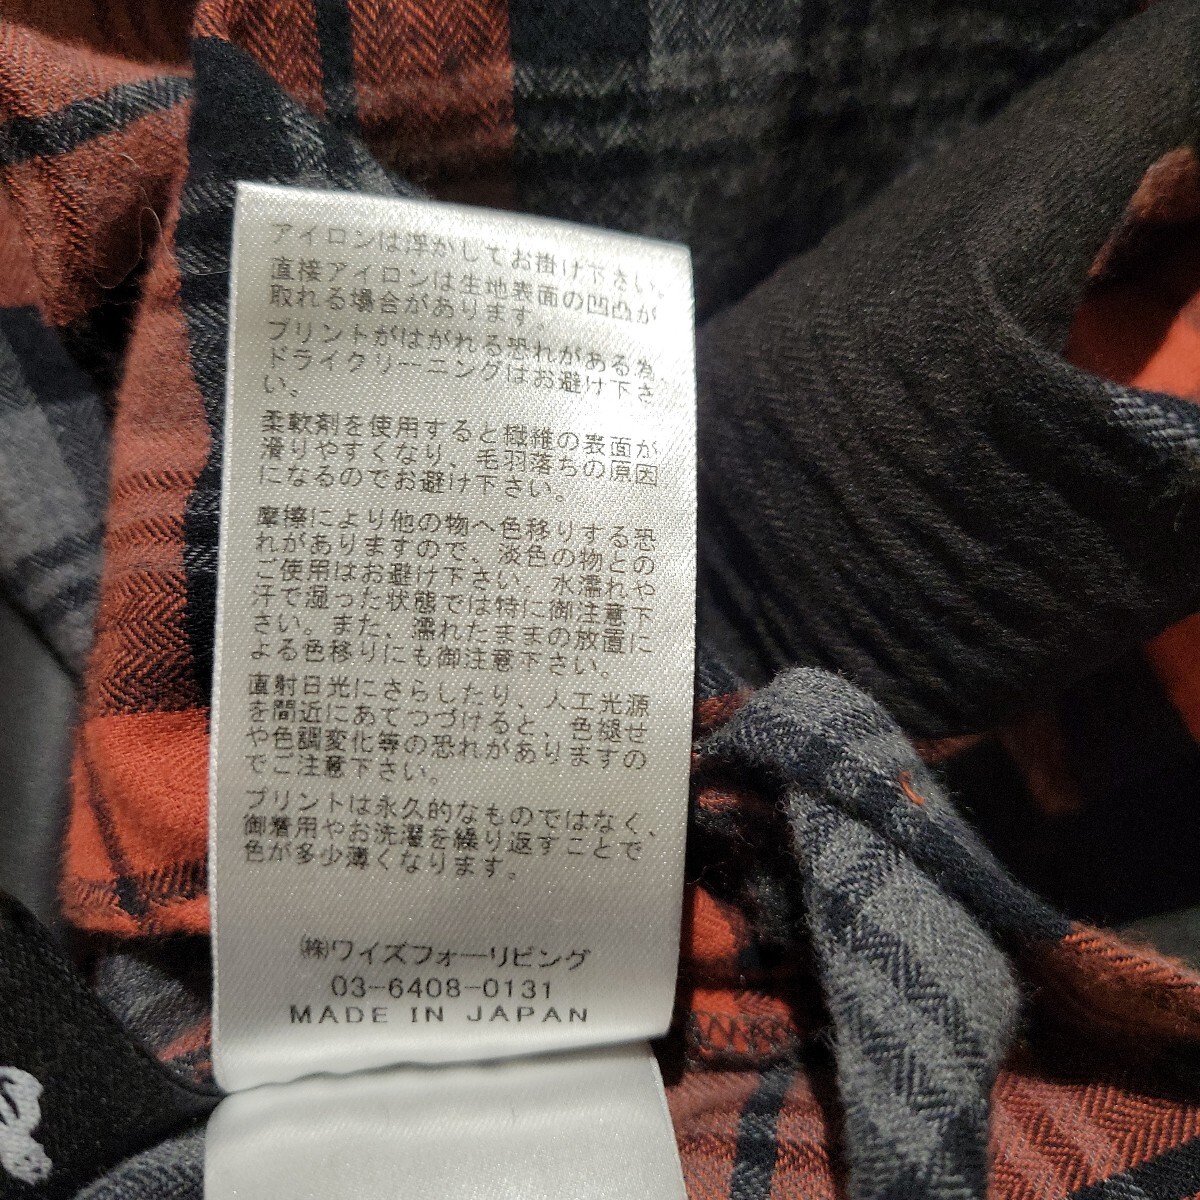 アイロンは浮かしてお掛け下さい。
直接アイロンは生地表面の凹凸が
取れる場合があります。
プリントがはがれる恐れがある為、
ドライクリーニングはお避け下さ
い。
柔軟剤を使用すると繊維の表面が
滑りやすくなり、毛羽落ちの原因
になるのでお避け下さい。
摩擦により他の物へ色移りする恐
れがありますので、淡色の物との
ご使用はお避け下さい。水濡れや
汗で湿った状態では特に御注意下
さい。また、濡れたままの放置に
よる色移りにも御注意下さい。
直射日光にさらしたり、人工光源
を間近にあてつづけると、色褪せ
や色調変化等の恐れがありますの
でご注意下さい。
プリントは永久的なものではなく、
御着用やお洗濯を繰り返すことで
色が多少薄くなります。
㈱ワイズフォーリビング
03-6408-0131
MADE IN JAPAN